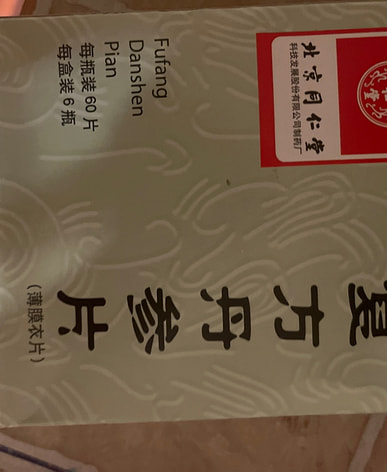 北京同仁堂
科技发展股份有限公司制药厂
复方丹参片
（薄膜衣片）
Fufang
Danshen
Pian
每瓶装 60 片
每盒装 6 瓶